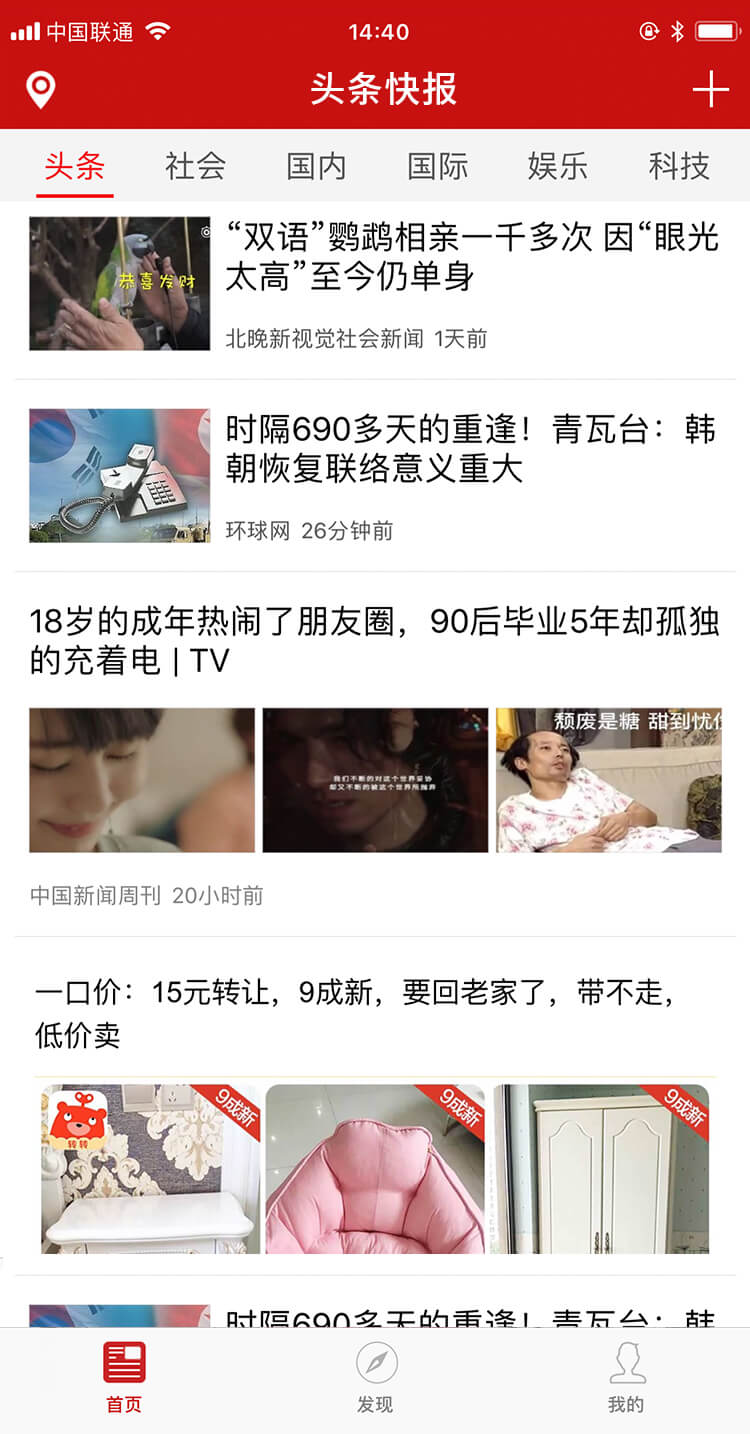 中国联通
14:40
头条快报
头条 社会 国内 国际 娱乐 科技
恭喜发财
“双语”鹦鹉相亲一千多次 因“眼光
太高”至今仍单身
北晚新视觉社会新闻 1天前
时隔690多天的重逢！青瓦台：韩
朝恢复联络意义重大
环球网 26分钟前
18岁的成年热闹了朋友圈，90后毕业5年却孤独
的充着电 | TV
我们不断的对这个世界妥协
却又不断的被这个世界所抛弃
颓废是糖 甜到忧伤
中国新闻周刊 20小时前
一口价：15元转让，9成新，要回老家了，带不走，
低价卖
转转
9成新
9成新
9成新
时隔690多天的重逢！青瓦台：韩
首页 发现 我的